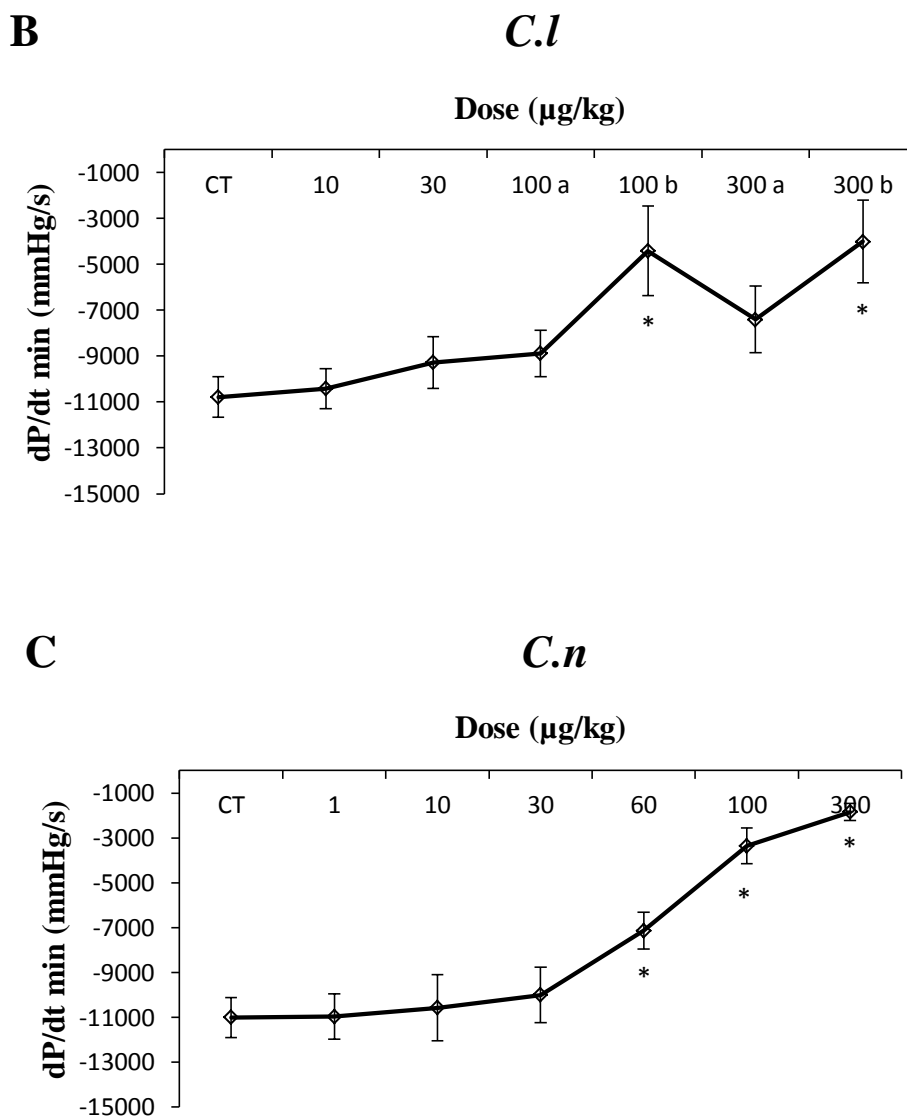 B
C.l
Dose (µg/kg)
CT 10 30 100 a 100 b 300 a 300 b
-1000
-3000
-5000
-7000
-9000
-11000
-13000
-15000
dP/dt min (mmHg/s)
*
*
C
C.n
Dose (µg/kg)
CT 1 10 30 60 100 300
-1000
-3000
-5000
-7000
-9000
-11000
-13000
-15000
dP/dt min (mmHg/s)
*
*
*